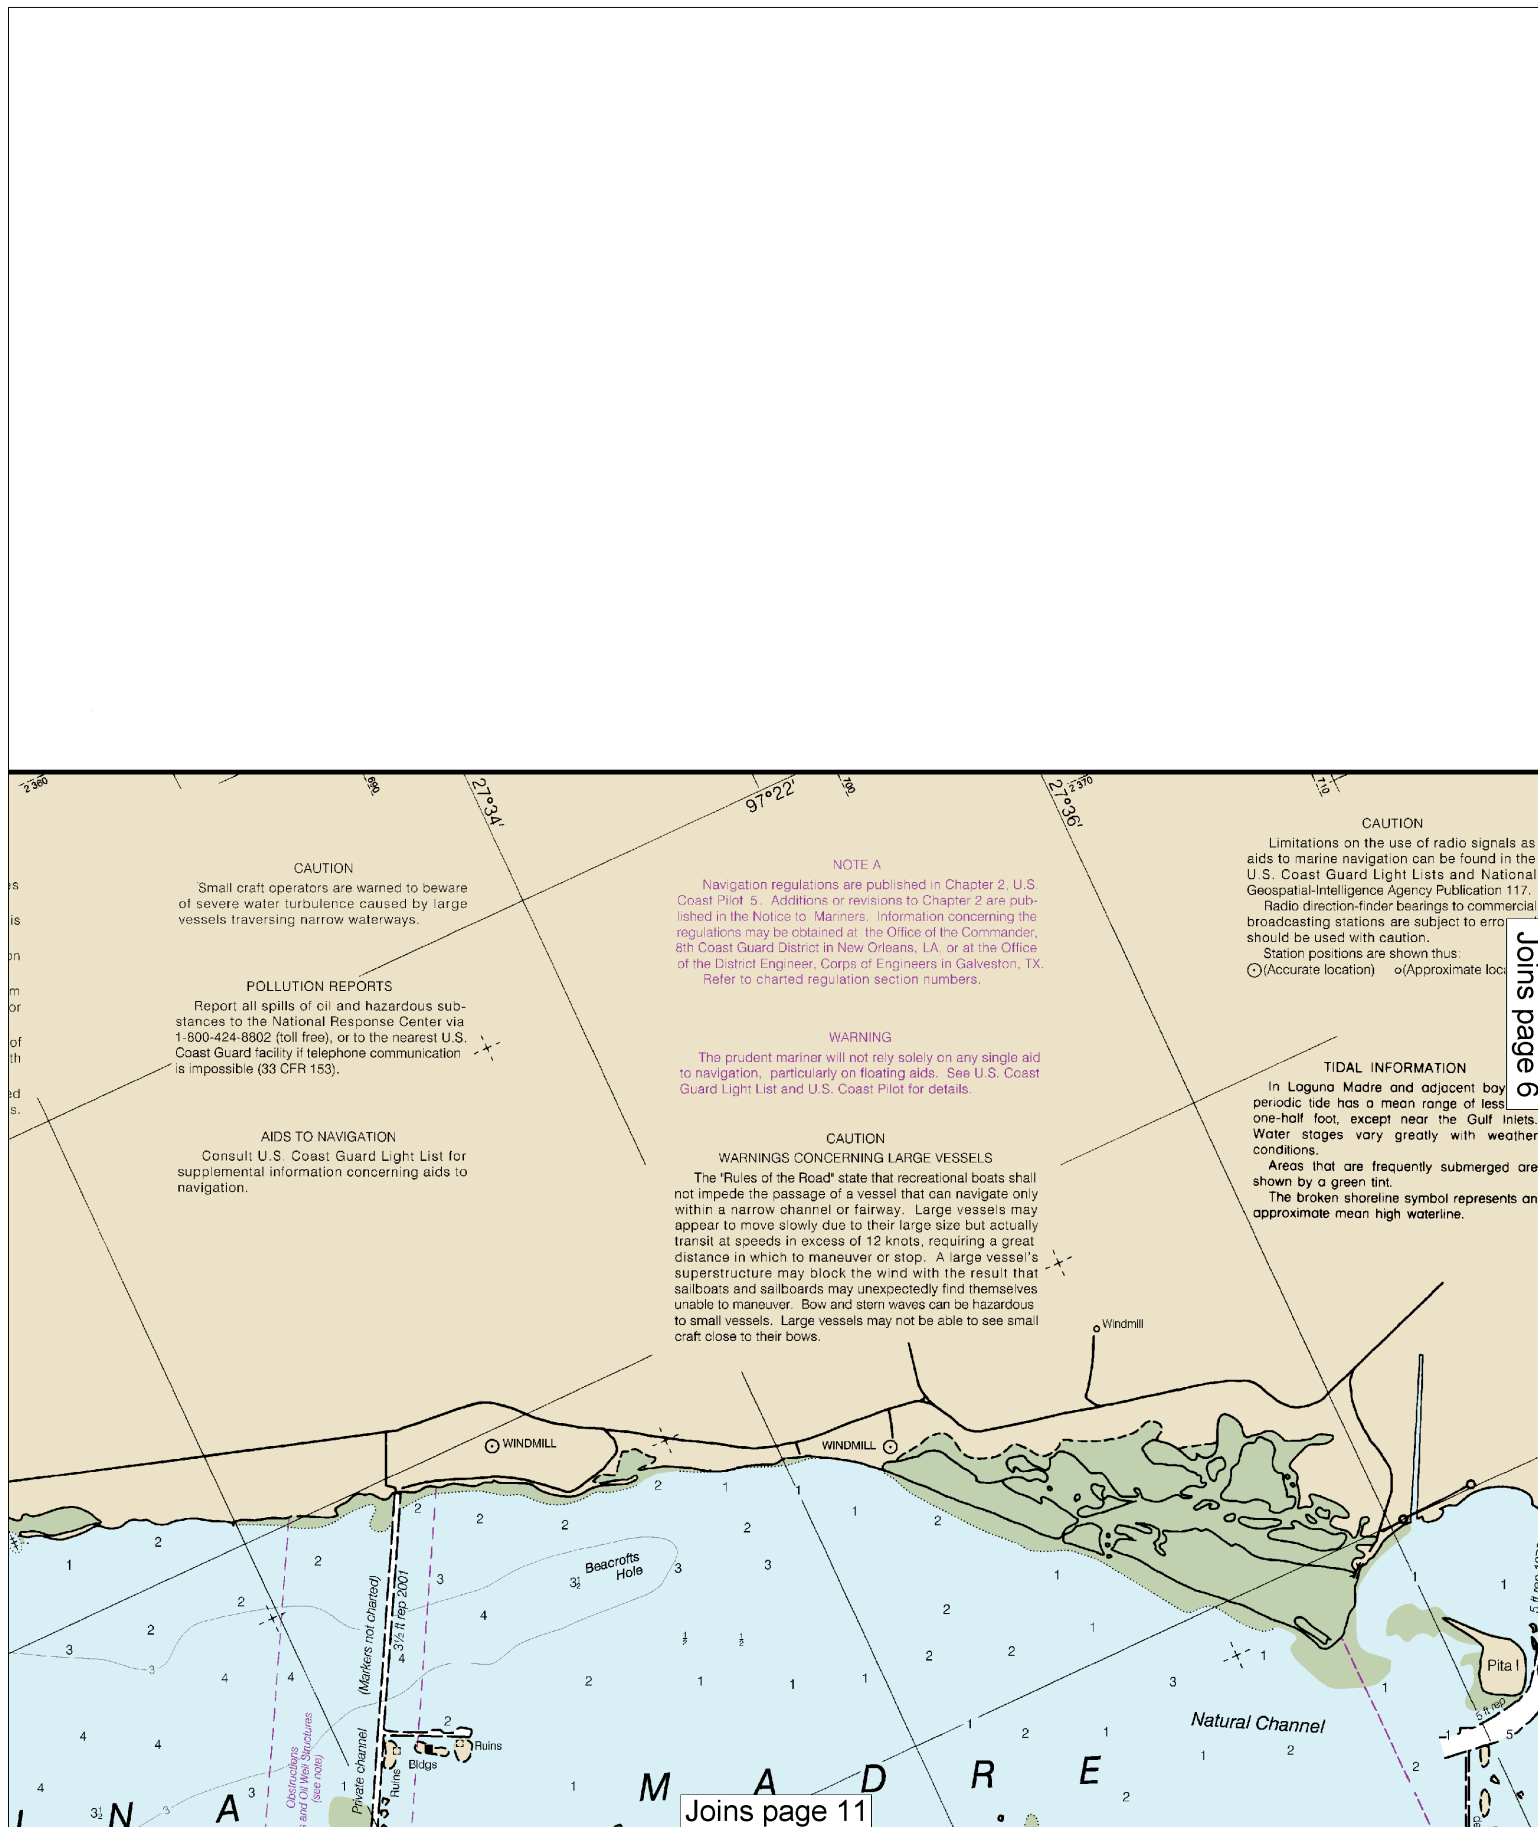 2 380
690
27°34'
97°22'
700
27°36'
2 370
710
CAUTION
Small craft operators are warned to beware
of severe water turbulence caused by large
vessels traversing narrow waterways.
POLLUTION REPORTS
Report all spills of oil and hazardous sub-
stances to the National Response Center via
1-800-424-8802 (toll free), or to the nearest U.S.
Coast Guard facility if telephone communication
is impossible (33 CFR 153).
AIDS TO NAVIGATION
Consult U.S. Coast Guard Light List for
supplemental information concerning aids to
navigation.
NOTE A
Navigation regulations are published in Chapter 2, U.S.
Coast Pilot 5. Additions or revisions to Chapter 2 are pub-
lished in the Notice to Mariners. Information concerning the
regulations may be obtained at the Office of the Commander,
8th Coast Guard District in New Orleans, LA, or at the Office
of the District Engineer, Corps of Engineers in Galveston, TX.
Refer to charted regulation section numbers.
WARNING
The prudent mariner will not rely solely on any single aid
to navigation, particularly on floating aids. See U.S. Coast
Guard Light List and U.S. Coast Pilot for details.
CAUTION
WARNINGS CONCERNING LARGE VESSELS
The "Rules of the Road" state that recreational boats shall
not impede the passage of a vessel that can navigate only
within a narrow channel or fairway. Large vessels may
appear to move slowly due to their large size but actually
transit at speeds in excess of 12 knots, requiring a great
distance in which to maneuver or stop. A large vessel's
superstructure may block the wind with the result that
sailboats and sailboards may unexpectedly find themselves
unable to maneuver. Bow and stern waves can be hazardous
to small vessels. Large vessels may not be able to see small
craft close to their bows.
CAUTION
Limitations on the use of radio signals as
aids to marine navigation can be found in the
U.S. Coast Guard Light Lists and National
Geospatial-Intelligence Agency Publication 117.
Radio direction-finder bearings to commercial
broadcasting stations are subject to erro
should be used with caution.
Station positions are shown thus:
(Accurate location) o(Approximate loc
Joins page 6
TIDAL INFORMATION
In Laguna Madre and adjacent bay
periodic tide has a mean range of less
one-half foot, except near the Gulf Inlets.
Water stages vary greatly with weather
conditions.
Areas that are frequently submerged are
shown by a green tint.
The broken shoreline symbol represents an
approximate mean high waterline.
Windmill
WINDMILL
WINDMILL
Beacrofts
Hole
(Markers not charted)
3½ ft rep 2001
Private channel
Obstructions
and Oil Well Structures
(see note)
Ruins
Bldgs
Ruins
Natural Channel
Pita I
5 ft rep
N A
M A D R E
Joins page 11